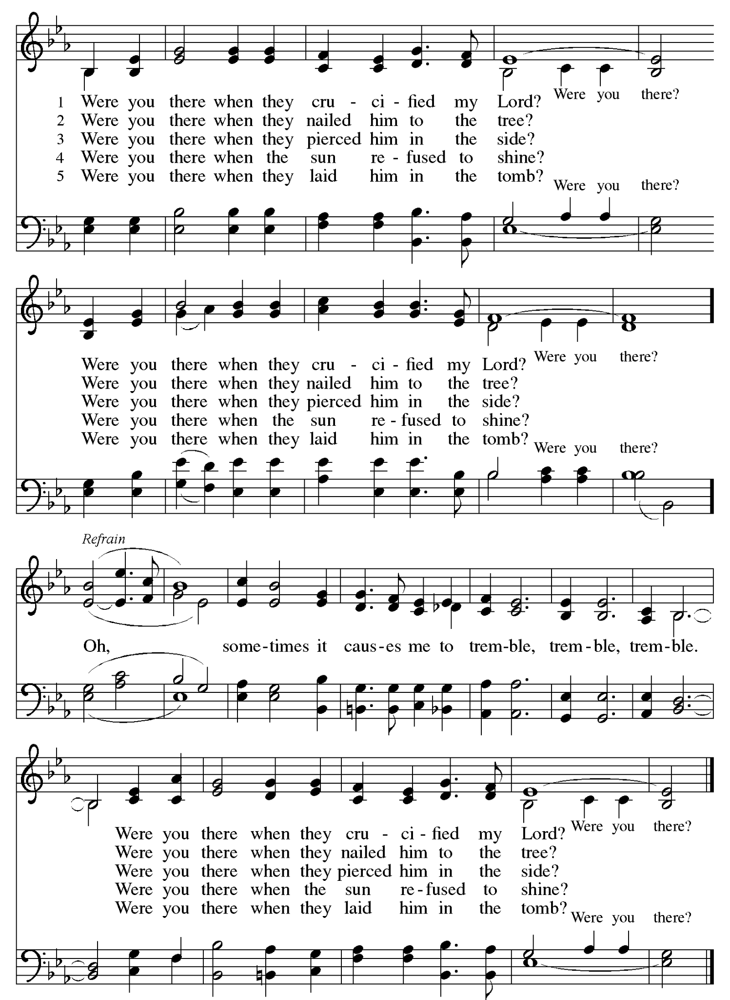 Were you there?
1 Were you there when they cru - ci - fied my Lord?
2 Were you there when they nailed him to the tree?
3 Were you there when they pierced him in the side?
4 Were you there when the sun re - fused to shine?
5 Were you there when they laid him in the tomb?
Were you there?
Were you there?
Were you there when they cru - ci - fied my Lord?
Were you there when they nailed him to the tree?
Were you there when they pierced him in the side?
Were you there when the sun re - fused to shine?
Were you there when they laid him in the tomb?
Were you there?
Refrain
Oh, some - times it caus - es me to trem - ble, trem - ble, trem - ble.
Were you there?
Were you there when they cru - ci - fied my Lord?
Were you there when they nailed him to the tree?
Were you there when they pierced him in the side?
Were you there when the sun re - fused to shine?
Were you there when they laid him in the tomb?
Were you there?